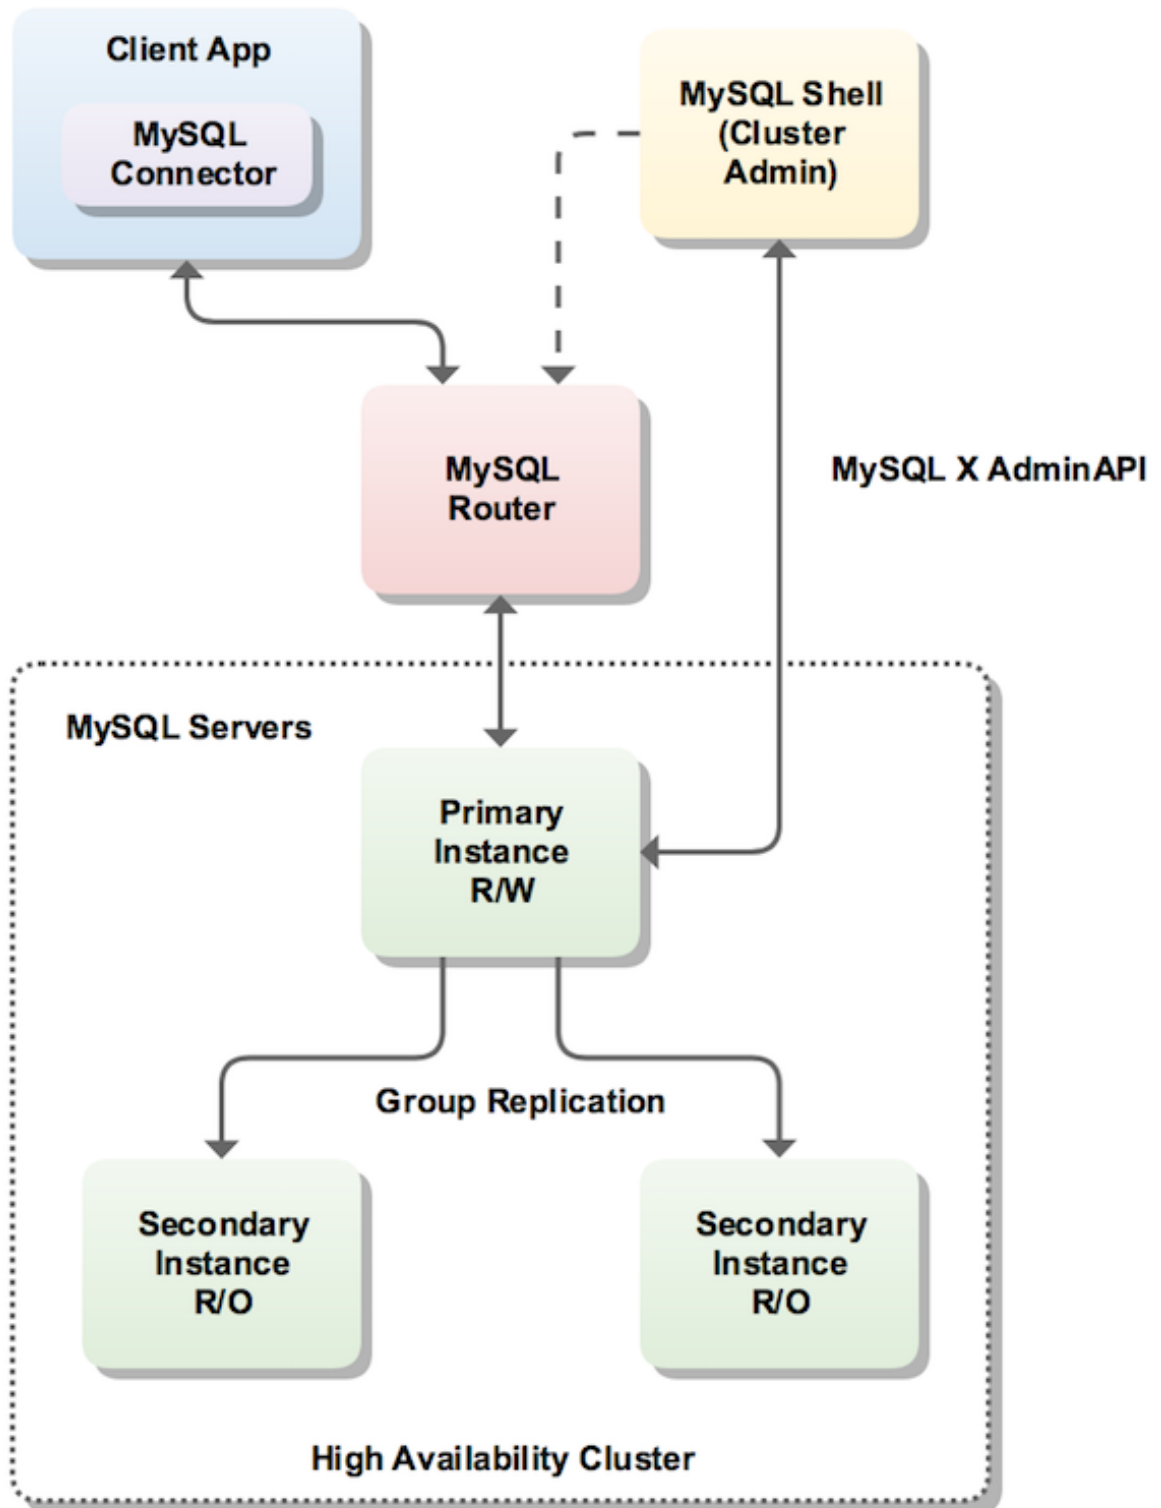 Client App
MySQL
Connector
MySQL Shell
(Cluster
Admin)
MySQL
Router
MySQL X AdminAPI
MySQL Servers
Primary
Instance
R/W
Group Replication
Secondary
Instance
R/O
Secondary
Instance
R/O
High Availability Cluster